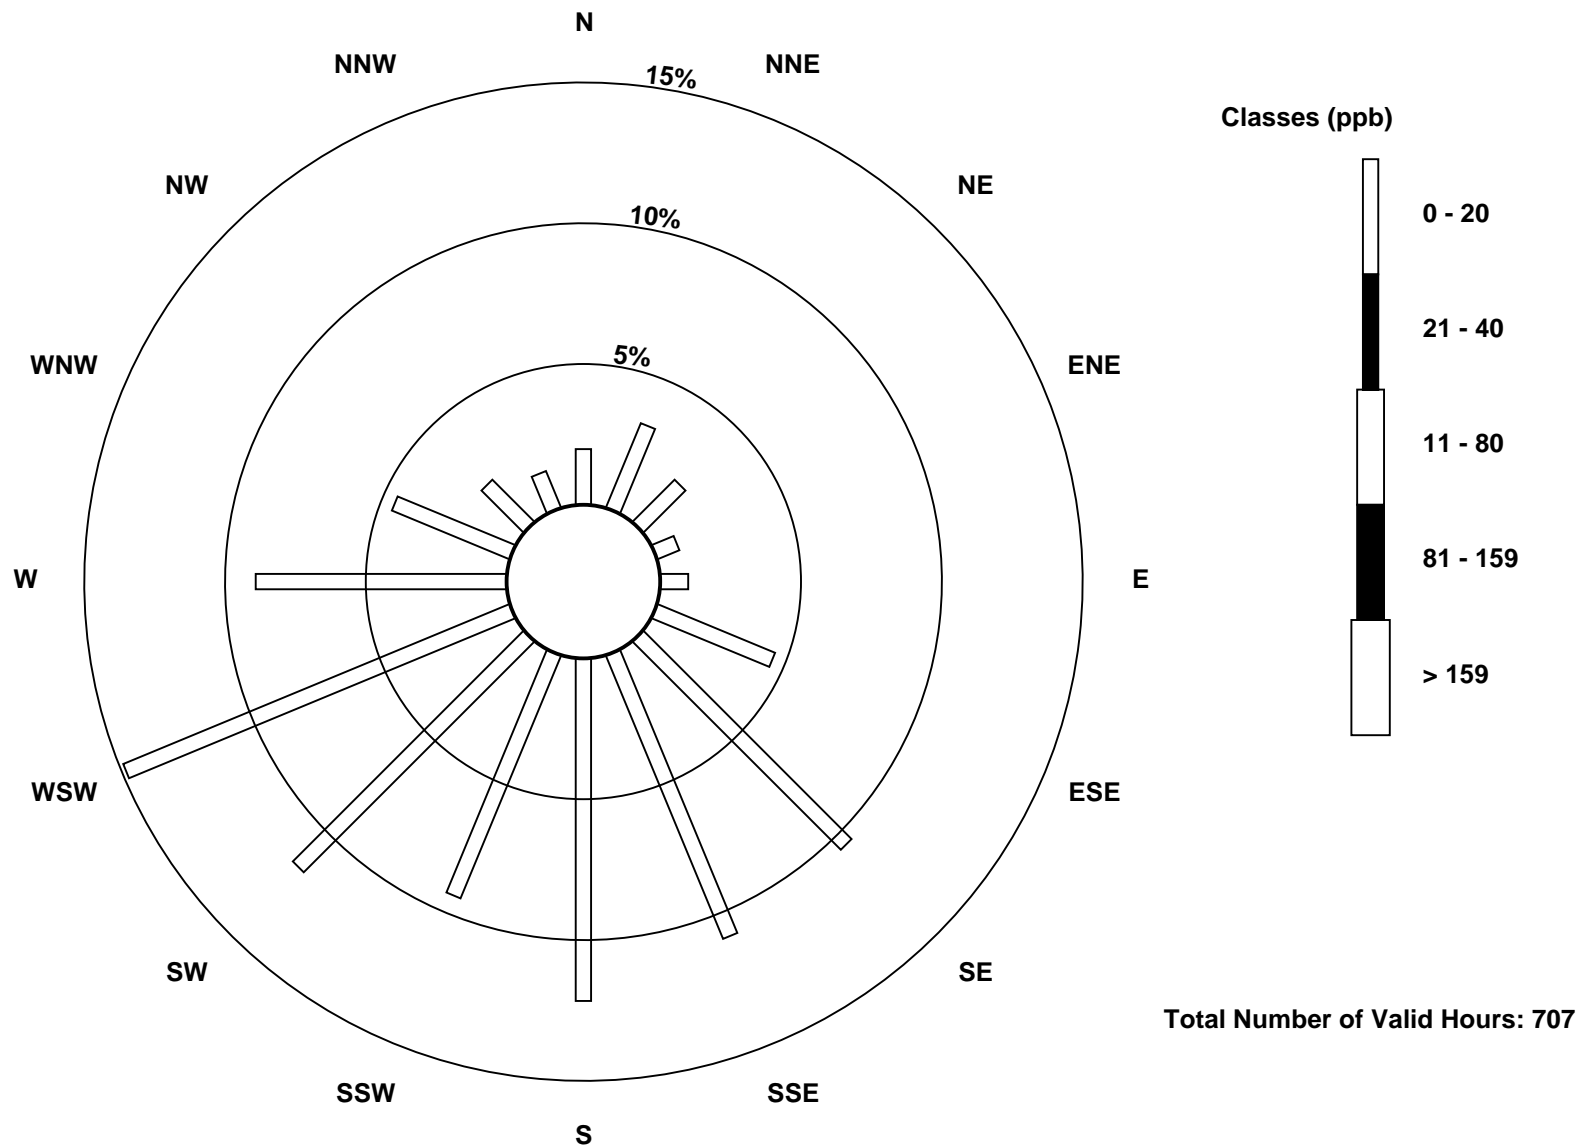 N
NNW
NNE
15%
Classes (ppb)
NW
NE
10%
0 - 20
21 - 40
5%
WNW
ENE
11 - 80
81 - 159
W
E
> 159
WSW
ESE
SW
SE
Total Number of Valid Hours: 707
SSW
SSE
S